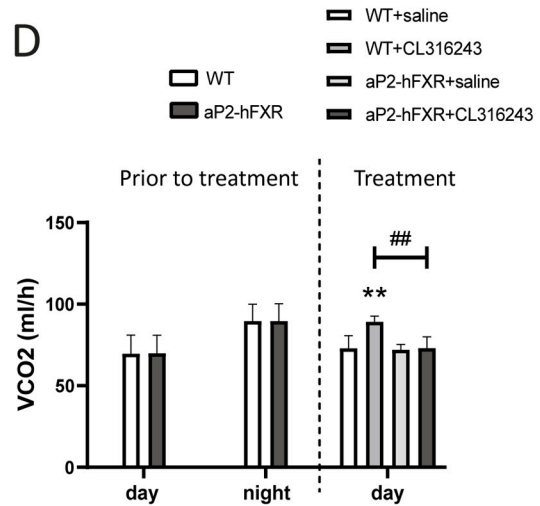 D
WT
aP2-hFXR
WT+saline
WT+CL316243
aP2-hFXR+saline
aP2-hFXR+CL316243
Prior to treatment
Treatment
VCO2 (ml/h)
150
100
50
0
##
**
day
night
day